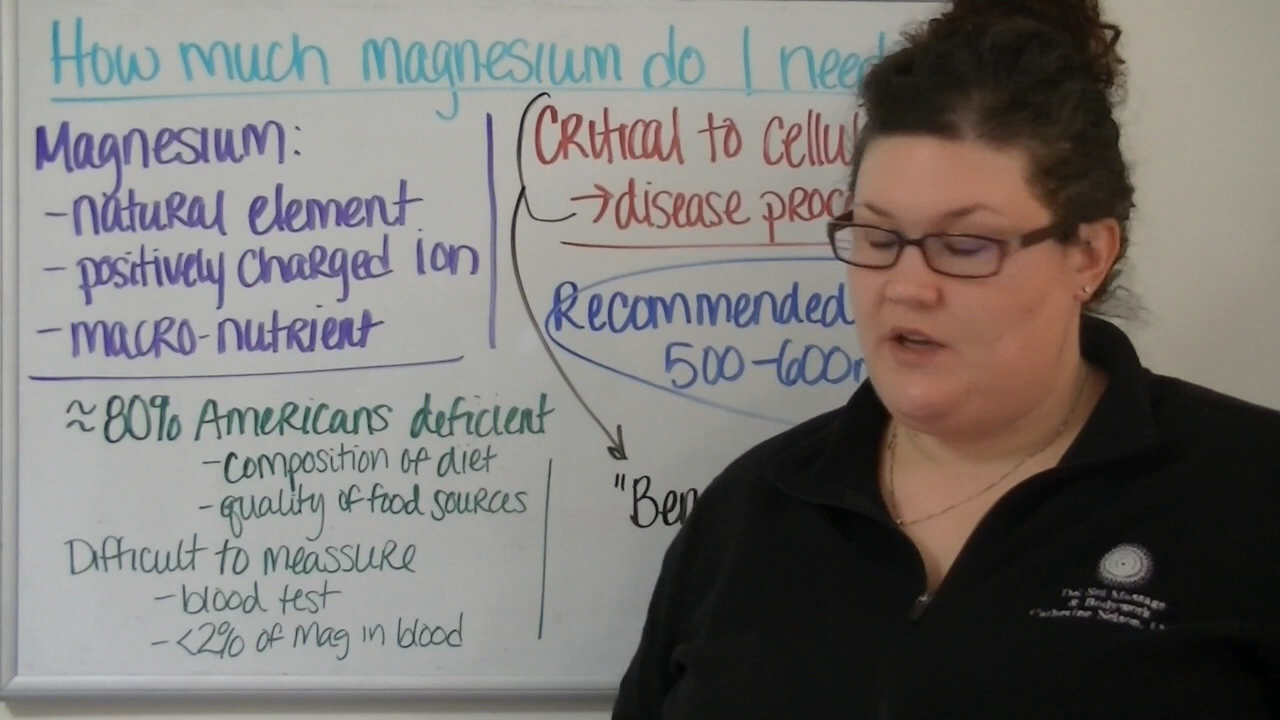 How much magnesium do I need
Magnesium:
-natural element
- positively charged ion
-macro-nutrient
≈80% Americans deficient
-composition of diet
-quality of food sources
Difficult to meassure
-blood test
-<2% of Mag in blood
Critical to cellu
→disease proc
Recommended
500-600m
"Ben
& Bodywork